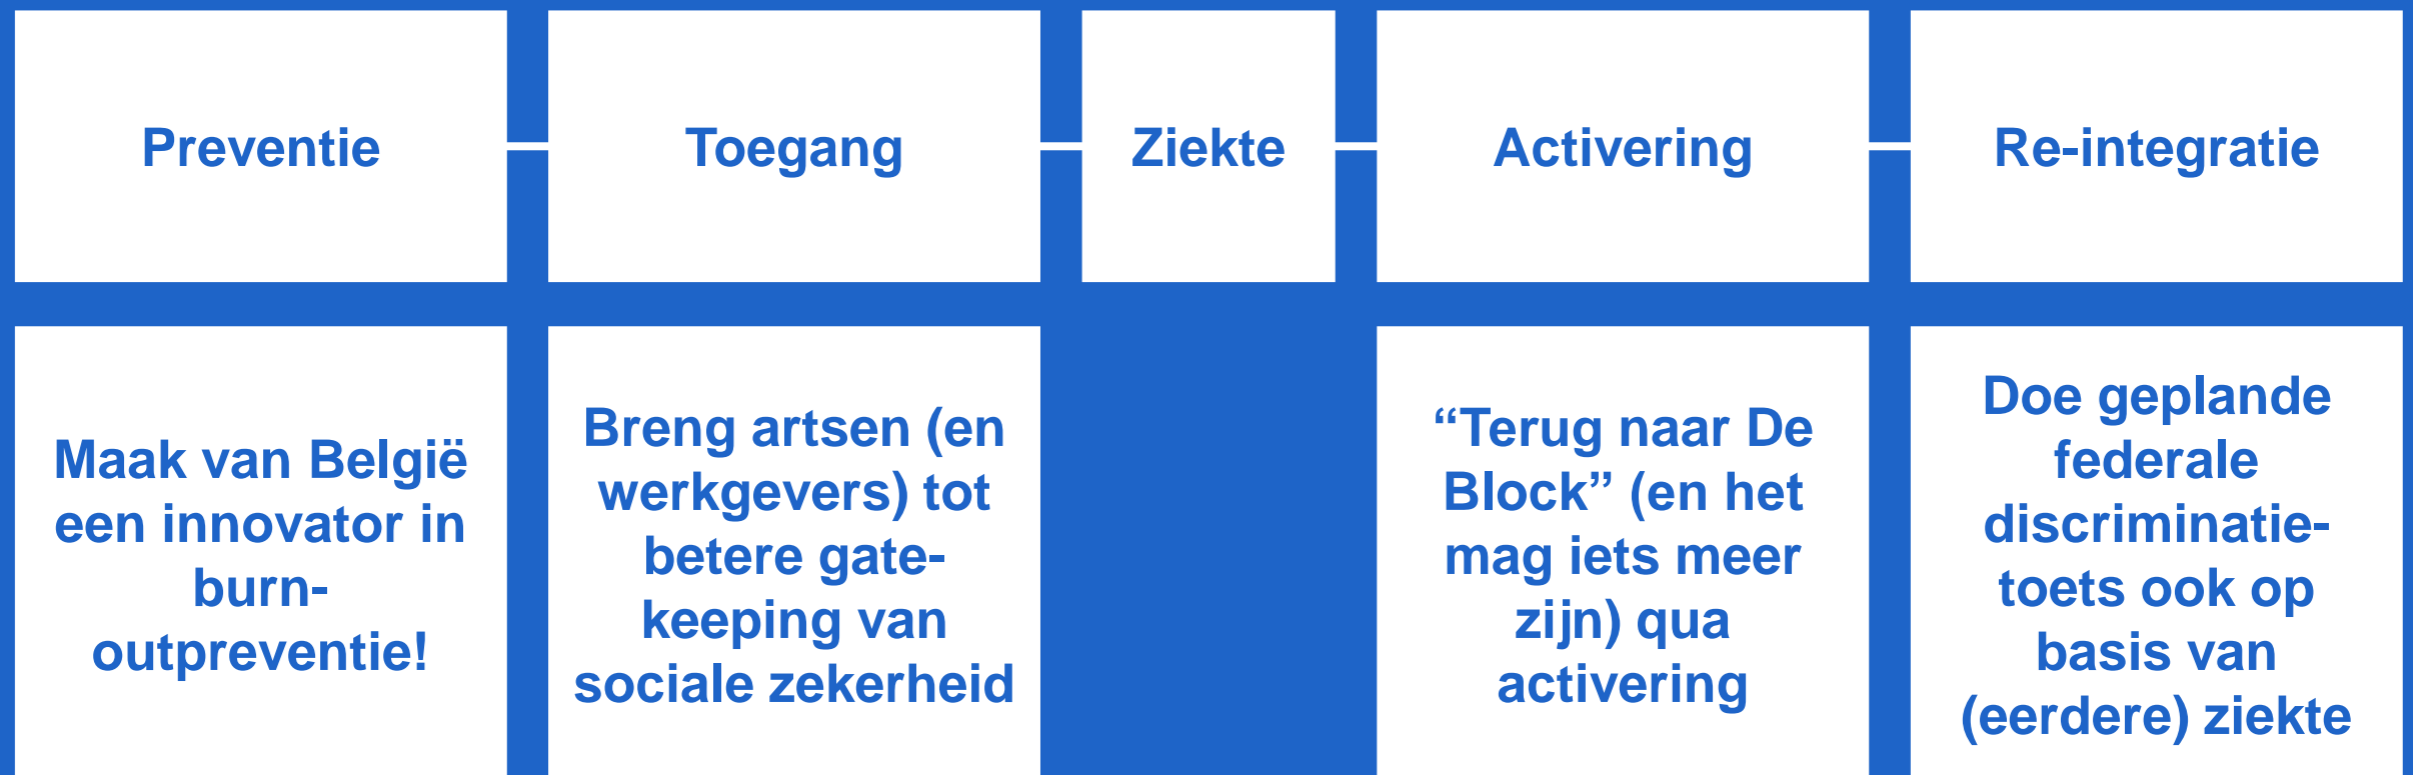 Preventie
Toegang
Ziekte
Activering
Re-integratie
Maak van België
een innovator in
burn-
outpreventie!
Breng artsen (en
werkgevers) tot
betere gate-
keeping van
sociale zekerheid
“Terug naar De
Block” (en het
mag iets meer
zijn) qua
activering
Doe geplande
federale
discriminatie-
toets ook op
basis van
(eerdere) ziekte